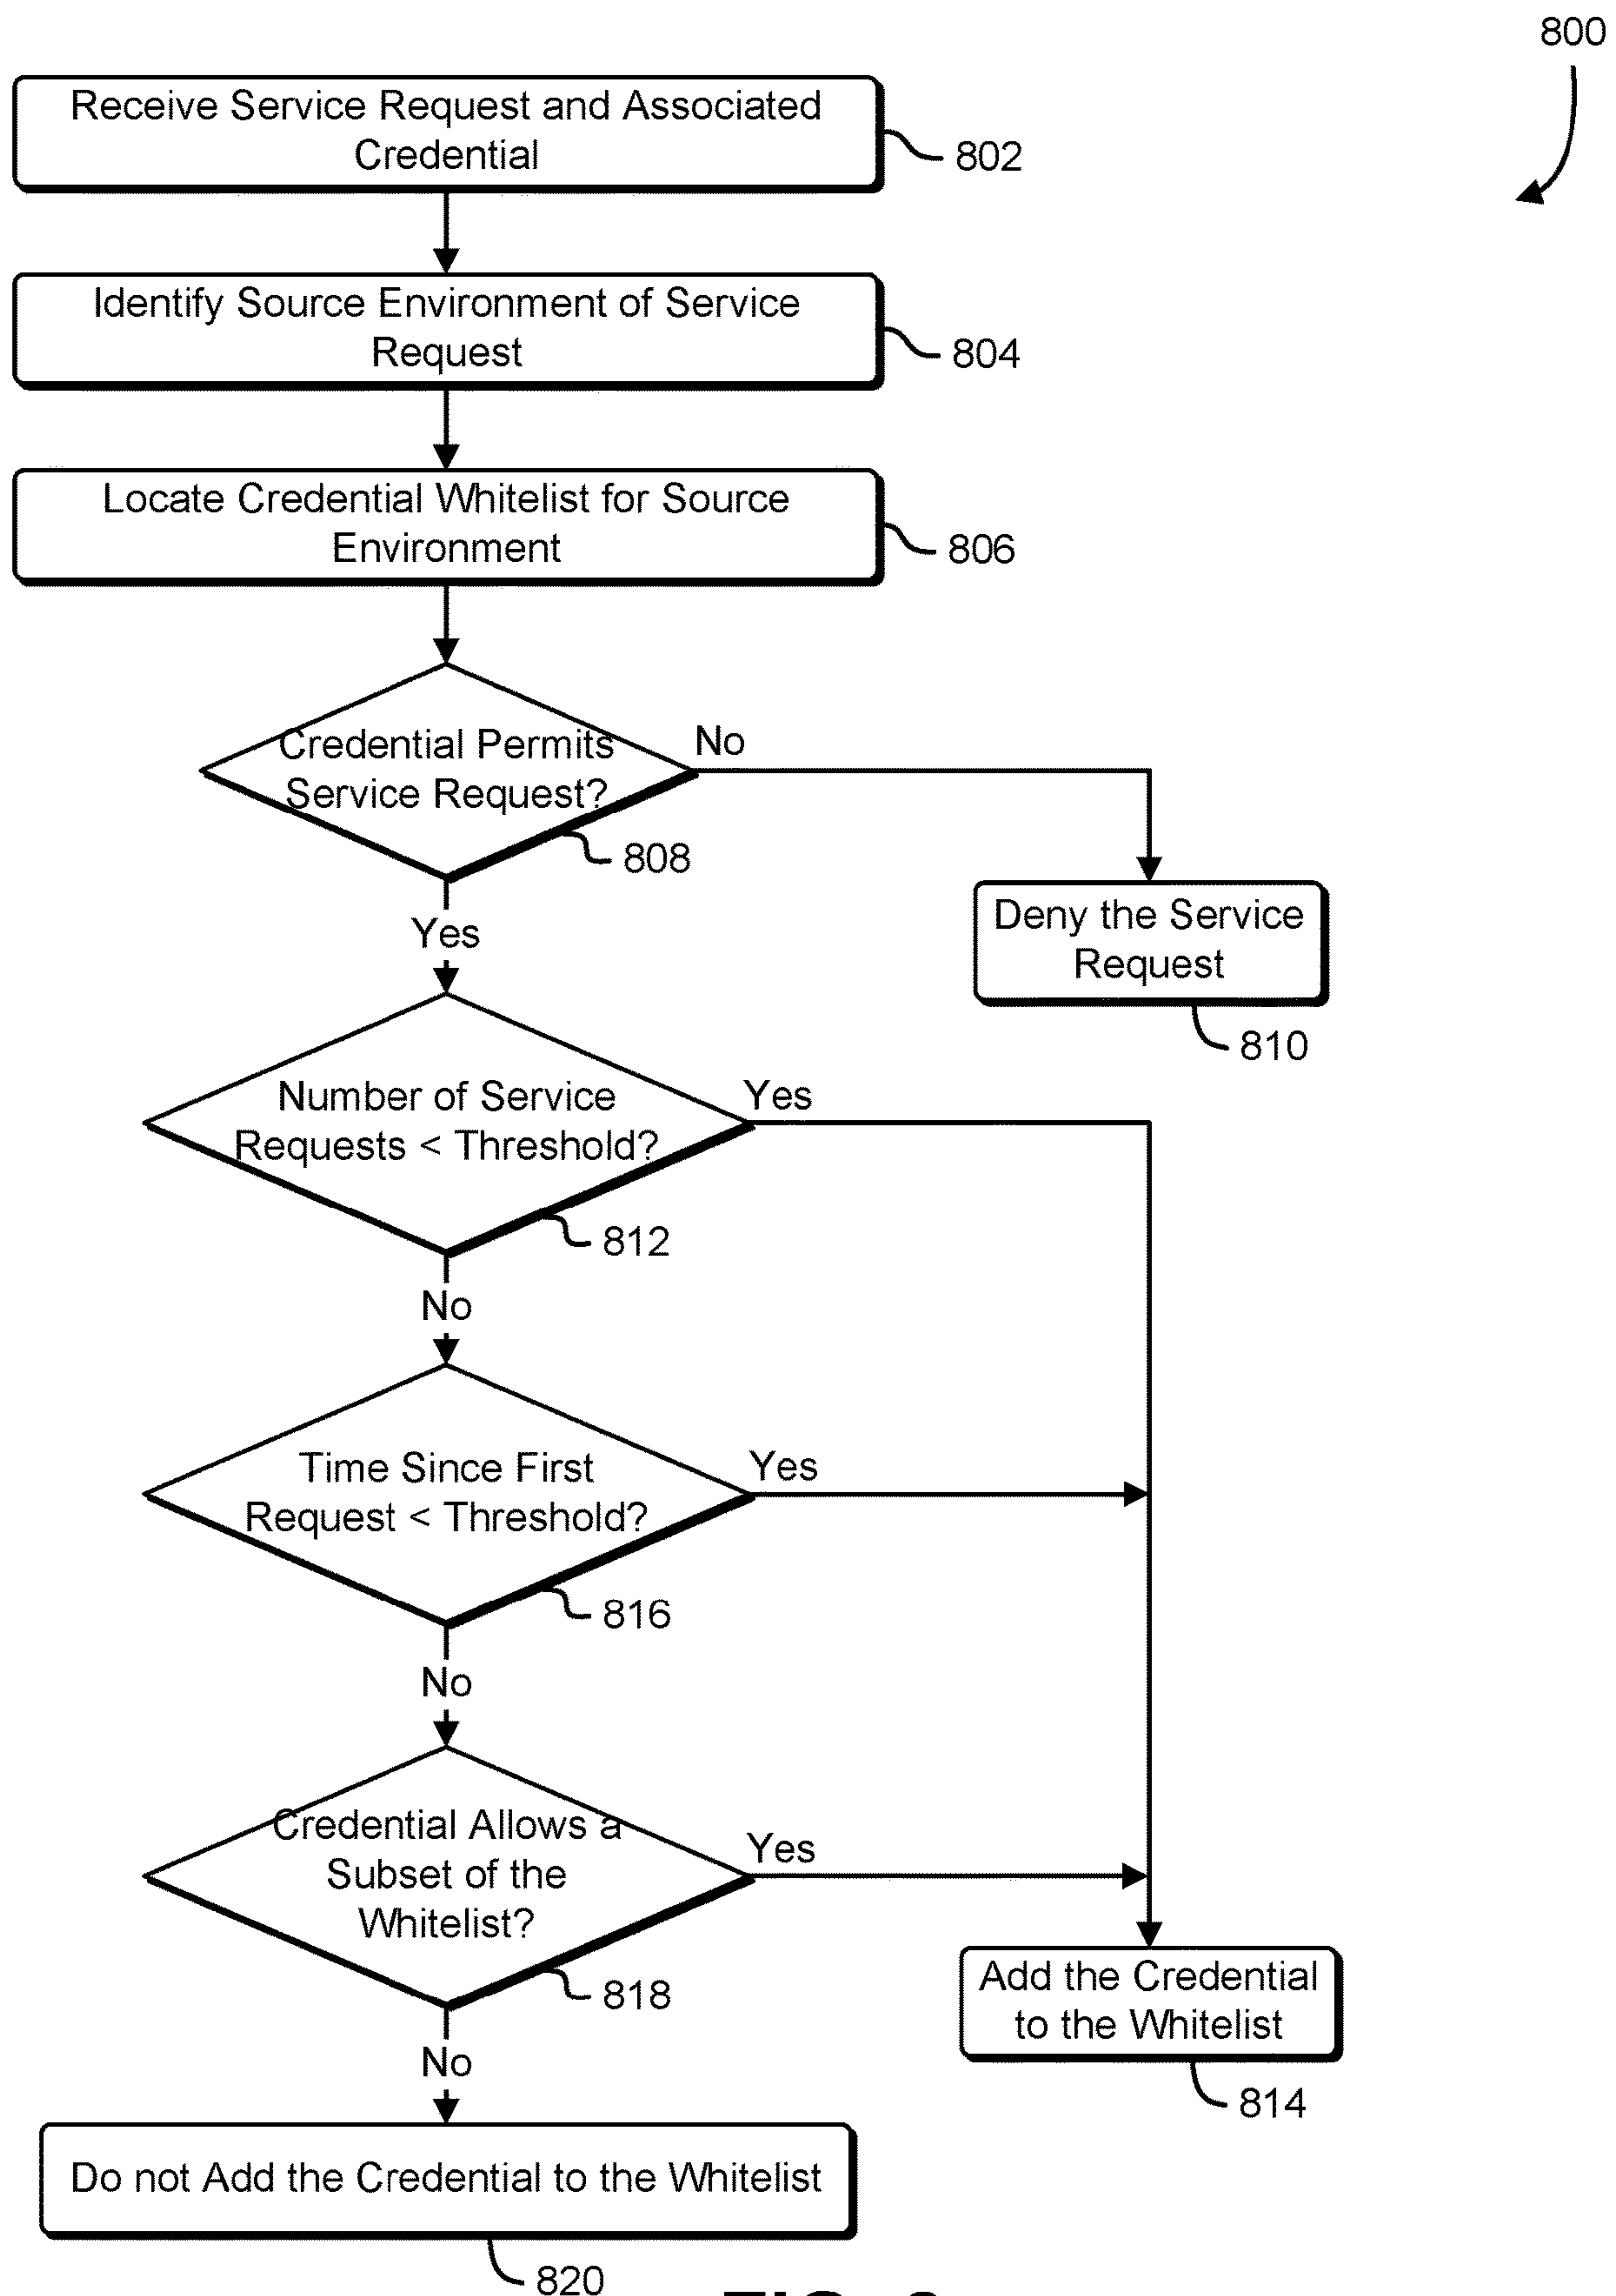 800
Receive Service Request and Associated
Credential
802
Identify Source Environment of Service
Request
804
Locate Credential Whitelist for Source
Environment
806
Credential Permits
Service Request?
No
808
Yes
Deny the Service
Request
810
Number of Service
Requests < Threshold?
Yes
812
No
Time Since First
Request < Threshold?
Yes
816
No
Credential Allows a
Subset of the
Whitelist?
Yes
818
No
Add the Credential
to the Whitelist
814
Do not Add the Credential to the Whitelist
820